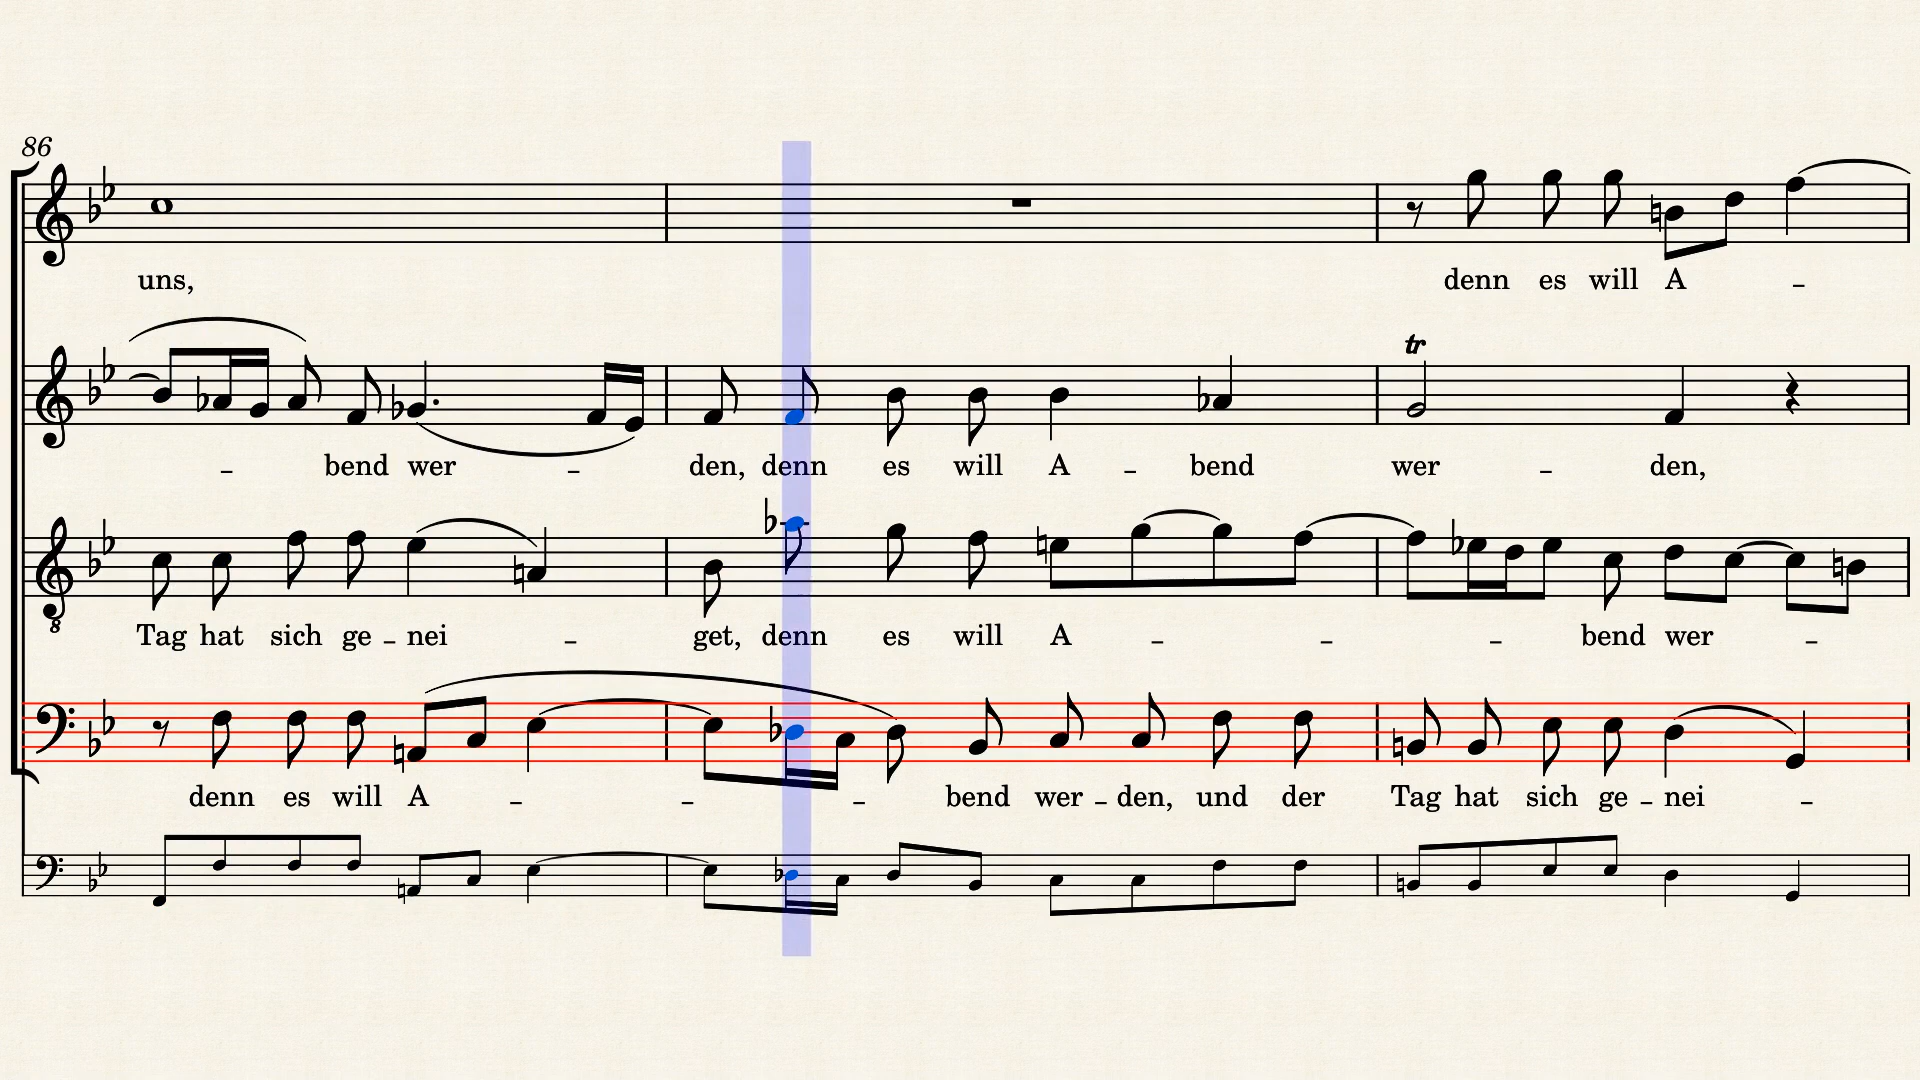 86
uns, denn es will A -
tr
- bend wer - den, denn es will A - bend wer - den,
8
Tag hat sich ge - nei - get, denn es will A - - - bend wer -
denn es will A - - - bend wer - den, und der Tag hat sich ge - nei -